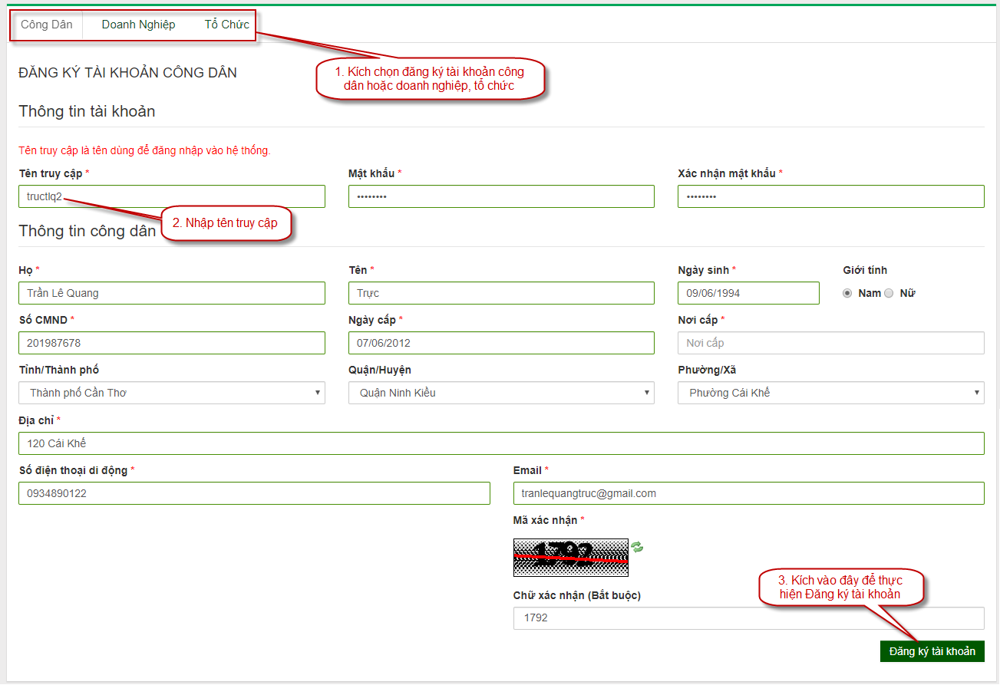 Công Dân Doanh Nghiệp Tổ Chức
1. Kích chọn đăng ký tài khoản công
dân hoặc doanh nghiệp, tổ chức
ĐĂNG KÝ TÀI KHOẢN CÔNG DÂN
Thông tin tài khoản
Tên truy cập là tên dùng để đăng nhập vào hệ thống.
Tên truy cập * Mật khẩu * Xác nhận mật khẩu *
tructlq2 •••••••• ••••••••
2. Nhập tên truy cập
Thông tin công dân
Họ * Tên * Ngày sinh * Giới tính
Trần Lê Quang Trực 09/06/1994 Nam Nữ
Số CMND * Ngày cấp * Nơi cấp *
201987678 07/06/2012 Nơi cấp
Tỉnh/Thành phố Quận/Huyện Phường/Xã
Thành phố Cần Thơ Quận Ninh Kiều Phường Cái Khế
Địa chỉ *
120 Cái Khế
Số điện thoại di động * Email *
0934890122 tranlequangtruc@gmail.com
Mã xác nhận *
1792
3. Kích vào đây để thực
hiện Đăng ký tài khoản
Chữ xác nhận (Bắt buộc)
1792
Đăng ký tài khoản